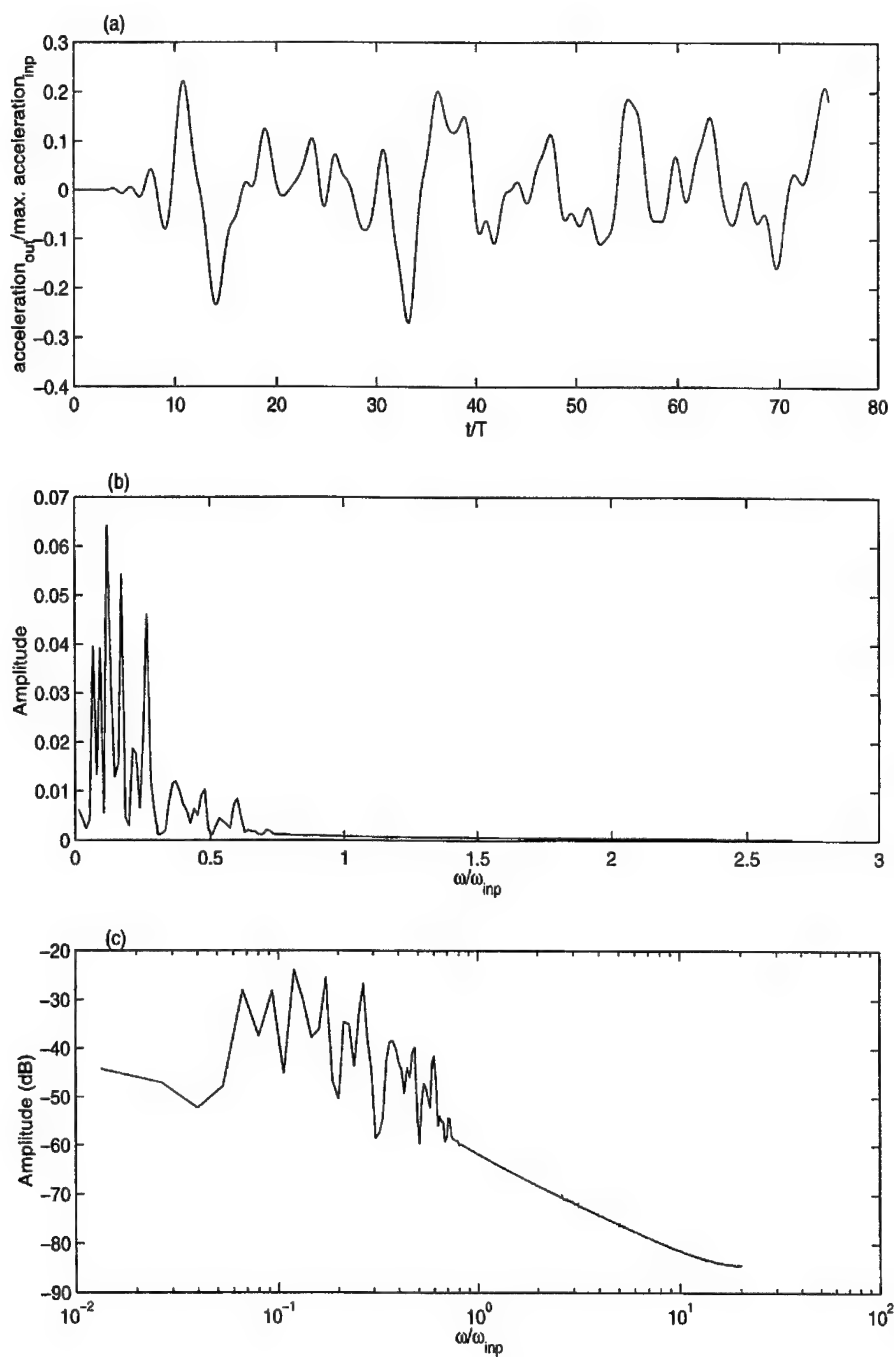 (a)
acceleration_out/max. acceleration_inp
0.3
0.2
0.1
0
−0.1
−0.2
−0.3
−0.4
0 10 20 30 40 50 60 70 80
t/T
(b)
Amplitude
0.07
0.06
0.05
0.04
0.03
0.02
0.01
0
0 0.5 1 1.5 2 2.5 3
ω/ω_inp
(c)
Amplitude (dB)
−20
−30
−40
−50
−60
−70
−80
−90
10^−2 10^−1 10^0 10^1 10^2
ω/ω_inp